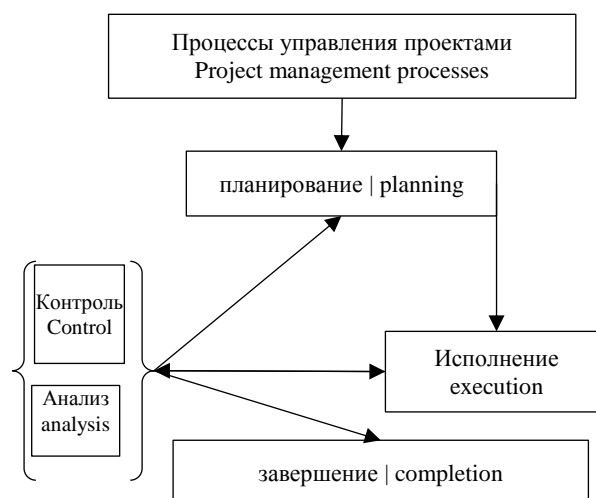 Процессы управления проектами
Project management processes
планирование | planning
Контроль
Control
Исполнение
execution
Анализ
analysis
завершение | completion